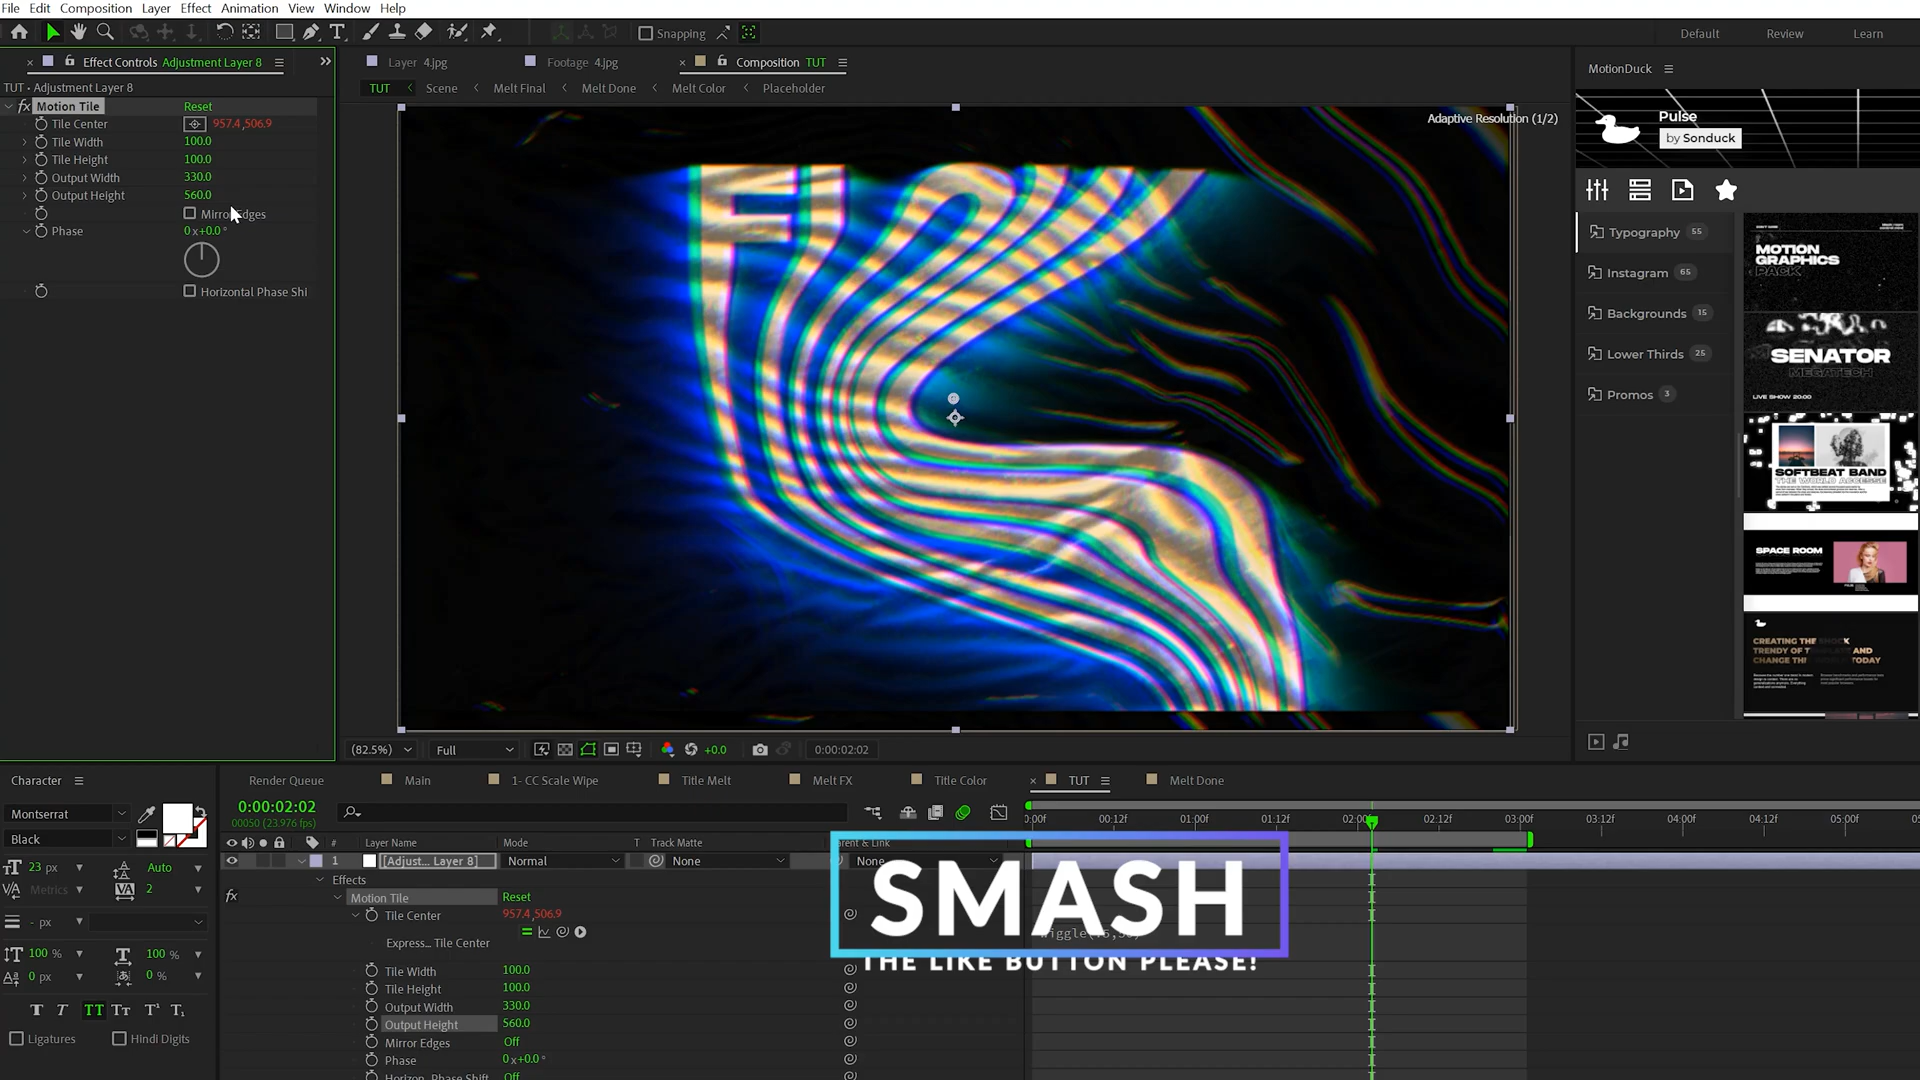 File Edit Composition Layer Effect Animation View Window Help
Snapping
Default Review Learn
Effect Controls Adjustment Layer 8
TUT • Adjustment Layer 8
fx Motion Tile Reset
Tile Center 957.4,506.9
Tile Width 100.0
Tile Height 100.0
Output Width 330.0
Output Height 560.0
Mirror Edges
Phase 0x+0.0°
Horizontal Phase Shi
Layer 4.jpg Footage 4.jpg Composition TUT
TUT Scene Melt Final Melt Done Melt Color Placeholder
Adaptive Resolution (1/2)
(82.5%) Full +0.0 0:00:02:02
MotionDuck
Pulse
by Sonduck
Typography 55
Instagram 65
Backgrounds 15
Lower Thirds 25
Promos 3
MOTION
GRAPHICS
PACK
SENATOR
MEGATECH
LIVE SHOW 20:00
SOFTBEAT BAND
THE WORLD ACCESSE
SPACE ROOM
CREATING THE SMOCK
TRENDY OF T AND
CHANGE TH TODAY
Character
Montserrat
Black
23 px Auto
Metrics 2
- px
100 % 100 %
0 px 0 %
T T TT Tt T¹ T₁
Ligatures Hindi Digits
Render Queue Main 1- CC Scale Wipe Title Melt Melt FX Title Color TUT Melt Done
0:00:02:02
00050 (23.976 fps)
# Layer Name Mode T Track Matte Parent & Link
0:00f 00:12f 01:00f 01:12f 02:00f 02:12f 03:00f 03:12f 04:00f 04:12f 05:00f
1 [Adjust... Layer 8] Normal None None
Effects
fx Motion Tile Reset
Tile Center 957.4,506.9
Express... Tile Center
Tile Width 100.0
Tile Height 100.0
Output Width 330.0
Output Height 560.0
Mirror Edges Off
Phase 0x+0.0°
Horizon. Phase Shift Off
SMASH
THE LIKE BUTTON PLEASE!